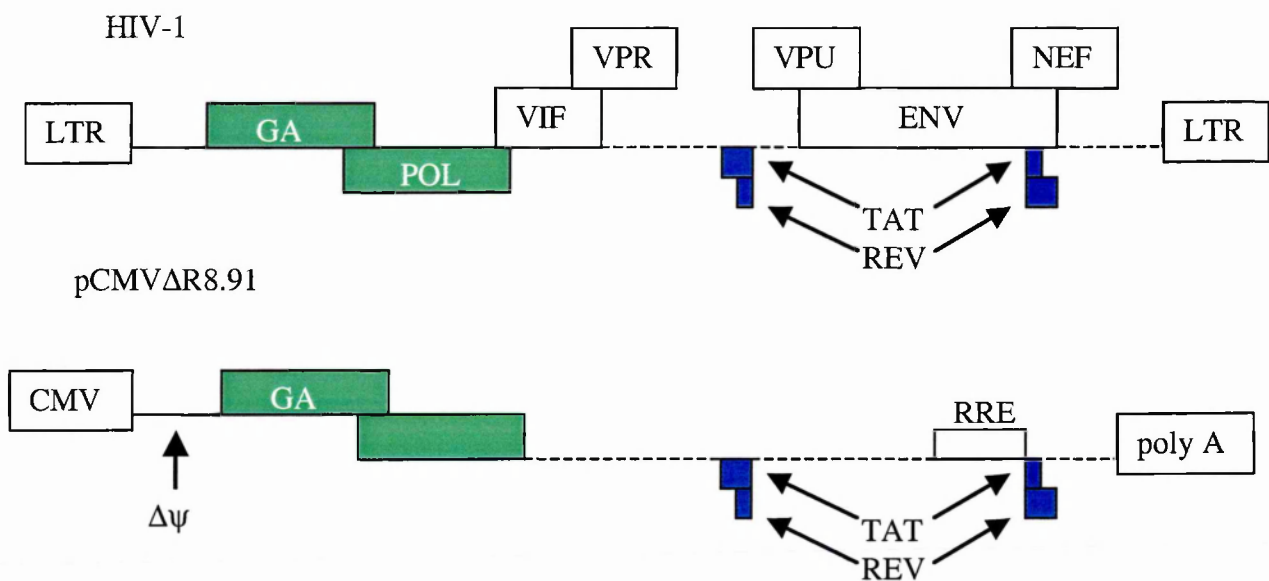 HIV-1
VPR
VPU
NEF
VIF
ENV
LTR
GA
LTR
POL
TAT
REV
pCMVΔR8.91
CMV
GA
RRE
poly A
Δψ
TAT
REV